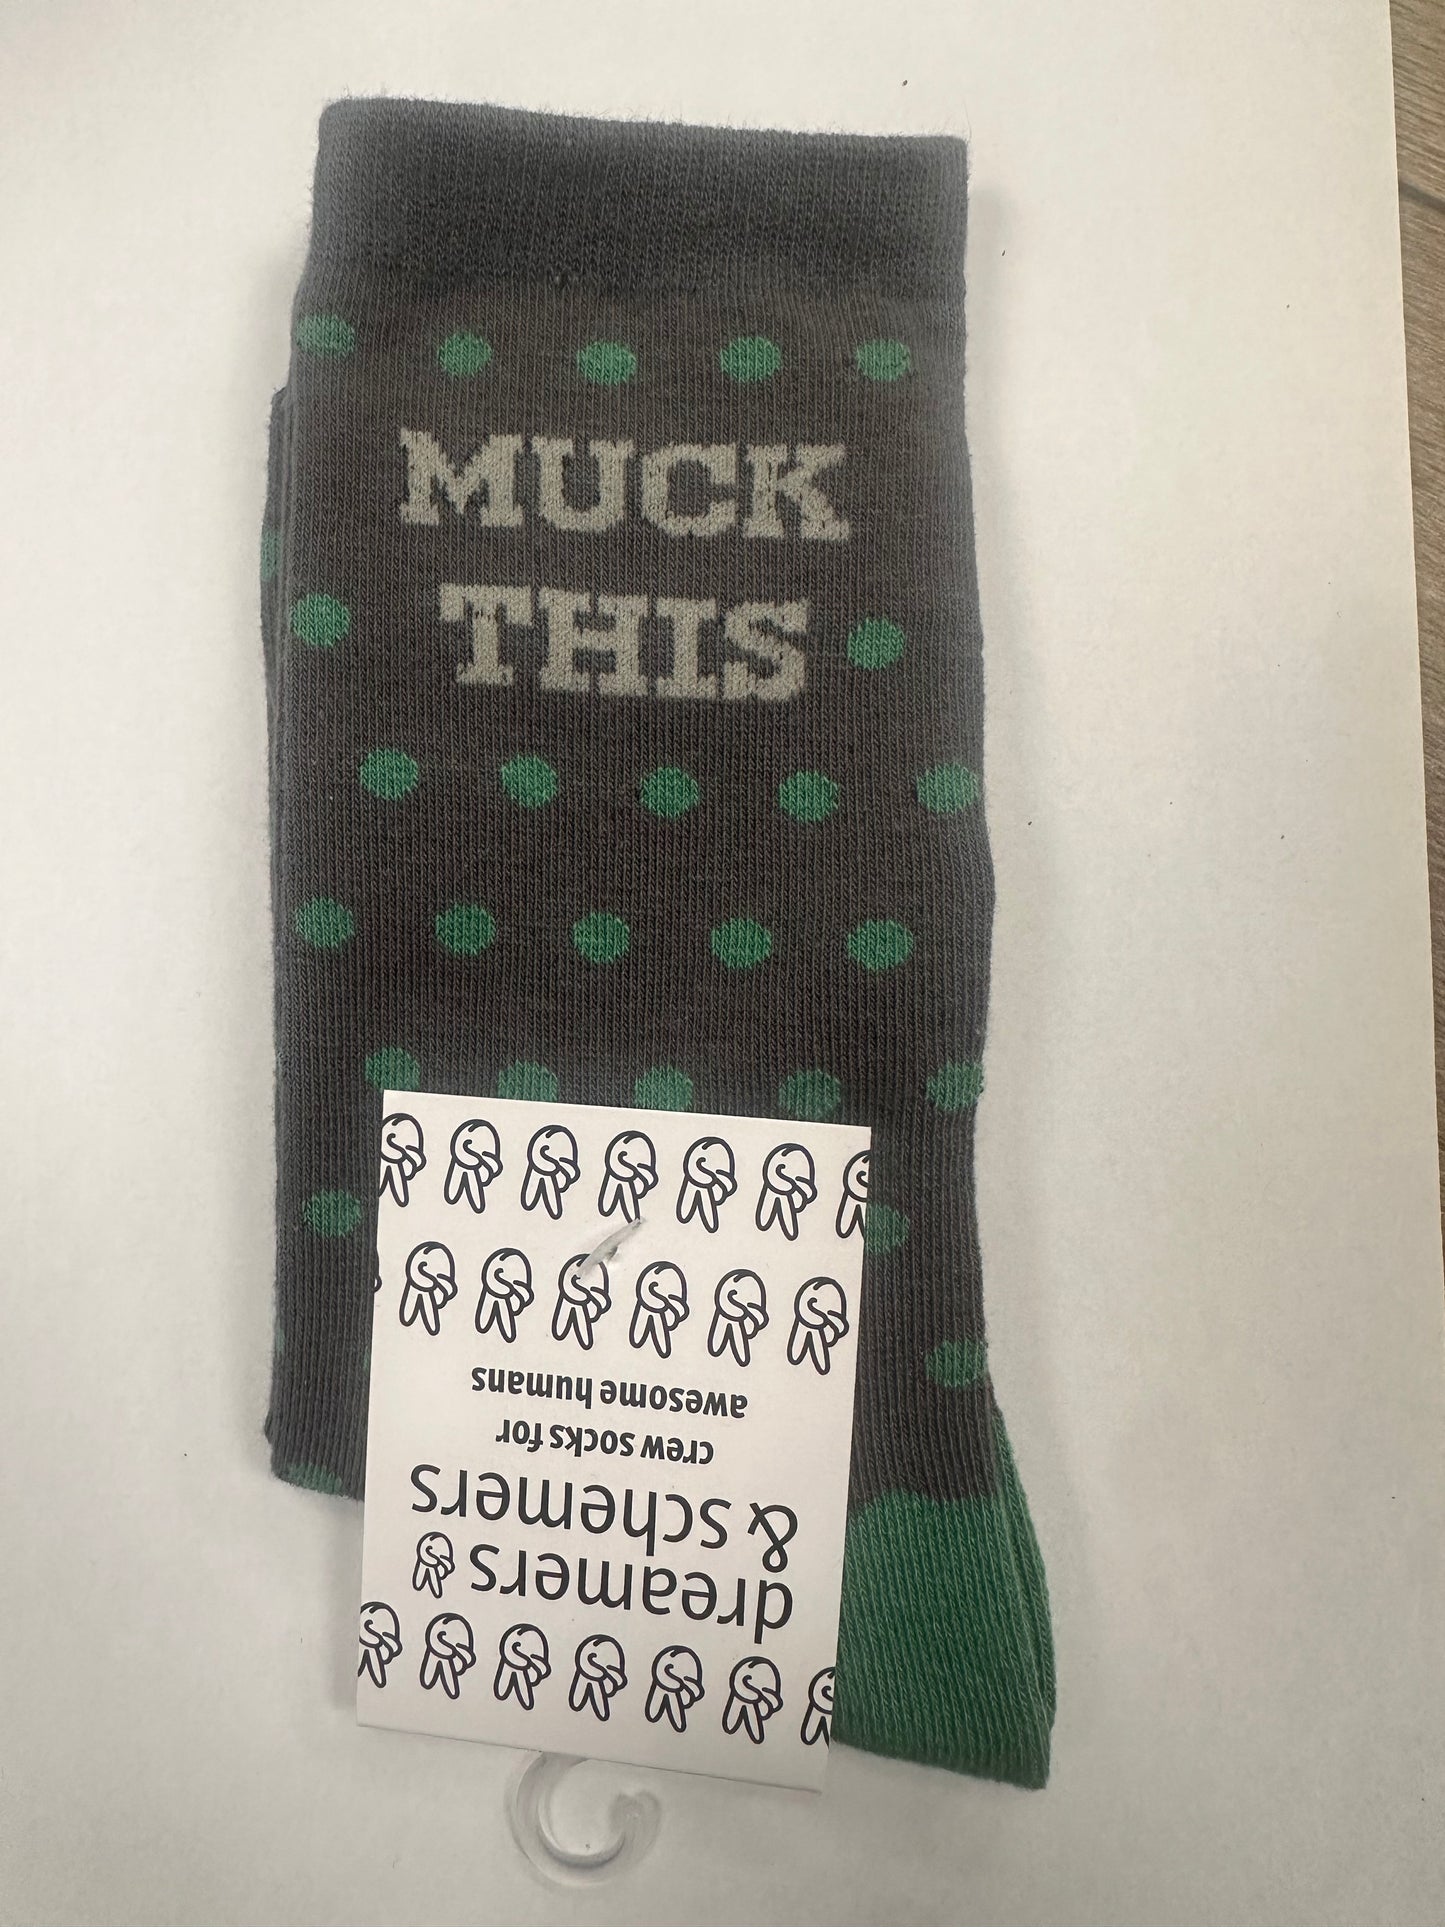 MUCK
THIS
dreamers
& schemers
crew socks for
awesome humans